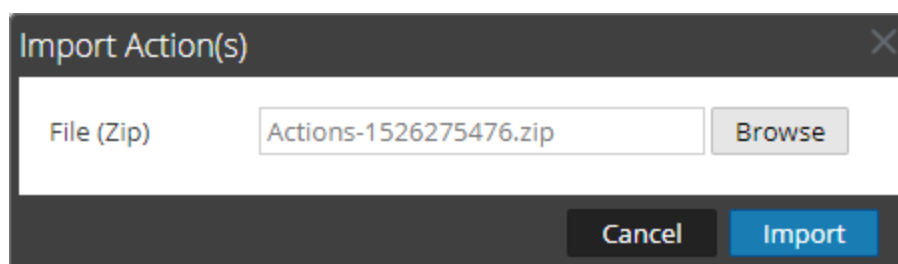 Import Action(s)
File (Zip) Actions-1526275476.zip Browse
Cancel Import